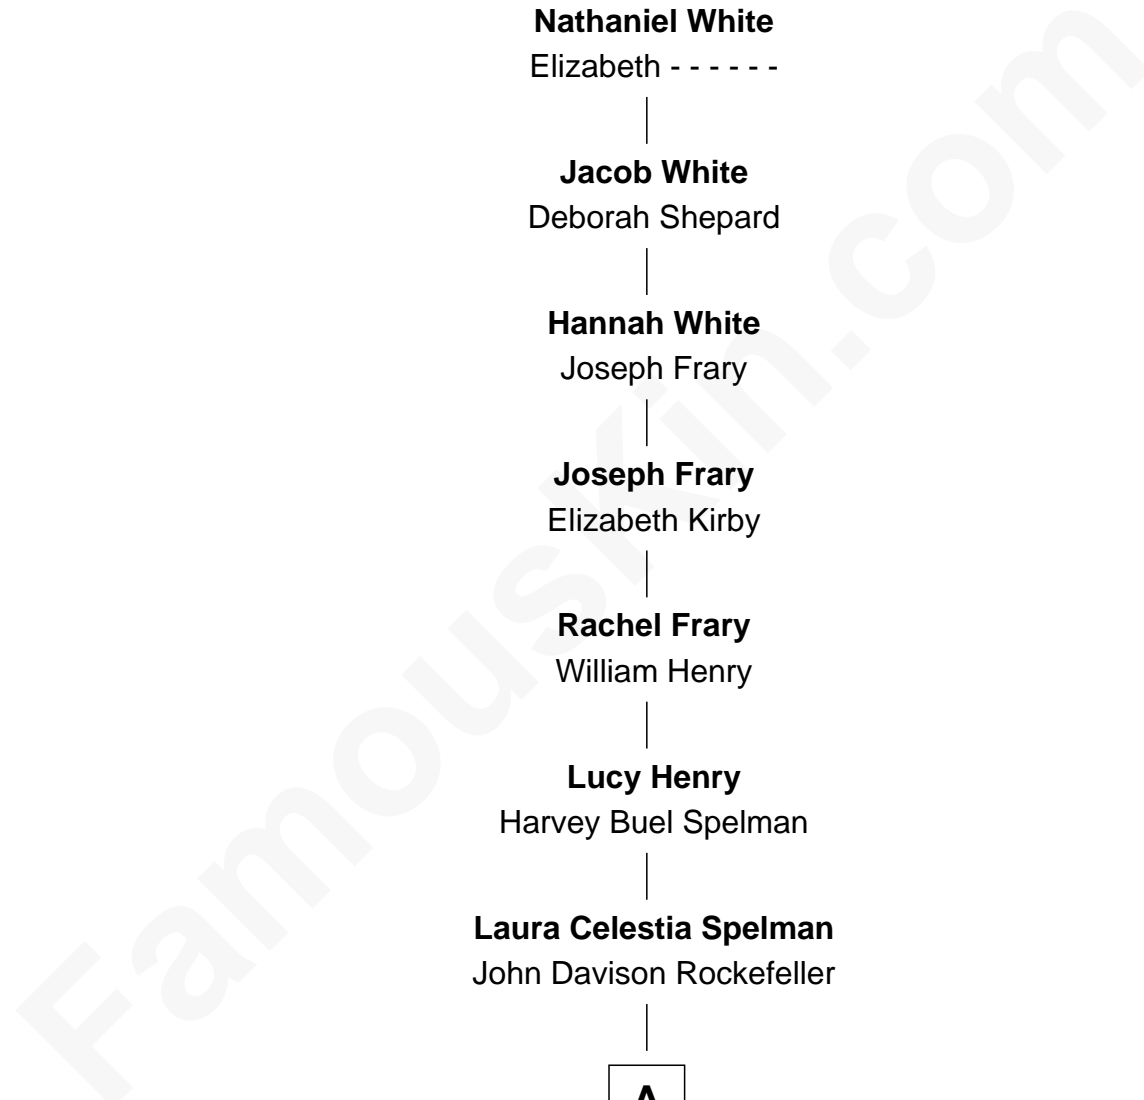 Nathaniel White
Elizabeth - - - - - -
Jacob White
Deborah Shepard
Hannah White
Joseph Frary
Joseph Frary
Elizabeth Kirby
Rachel Frary
William Henry
Lucy Henry
Harvey Buel Spelman
Laura Celestia Spelman
John Davison Rockefeller
A
FamousKin.com